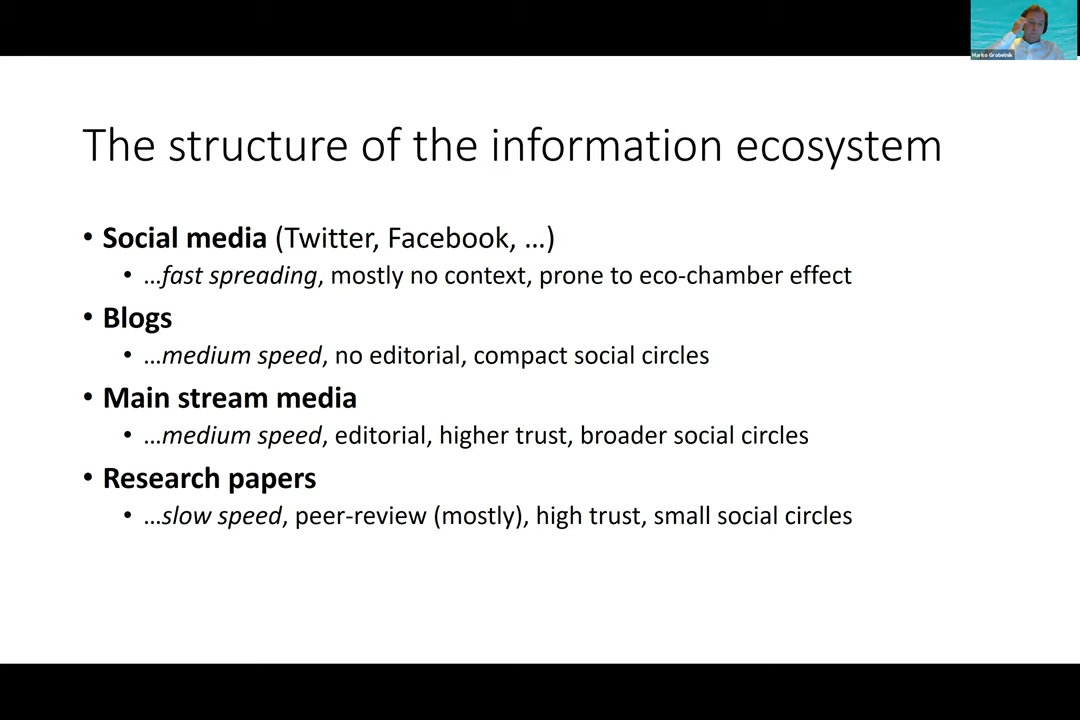 Marko Grobelnik
The structure of the information ecosystem
• Social media (Twitter, Facebook, …)
• …fast spreading, mostly no context, prone to eco-chamber effect
• Blogs
• …medium speed, no editorial, compact social circles
• Main stream media
• …medium speed, editorial, higher trust, broader social circles
• Research papers
• …slow speed, peer-review (mostly), high trust, small social circles